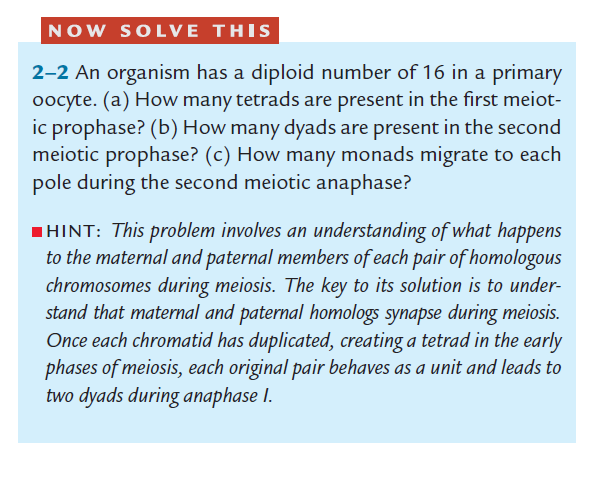 NOW SOLVE THIS
2–2 An organism has a diploid number of 16 in a primary
oocyte. (a) How many tetrads are present in the first meiot-
ic prophase? (b) How many dyads are present in the second
meiotic prophase? (c) How many monads migrate to each
pole during the second meiotic anaphase?
HINT: This problem involves an understanding of what happens
to the maternal and paternal members of each pair of homologous
chromosomes during meiosis. The key to its solution is to under-
stand that maternal and paternal homologs synapse during meiosis.
Once each chromatid has duplicated, creating a tetrad in the early
phases of meiosis, each original pair behaves as a unit and leads to
two dyads during anaphase I.